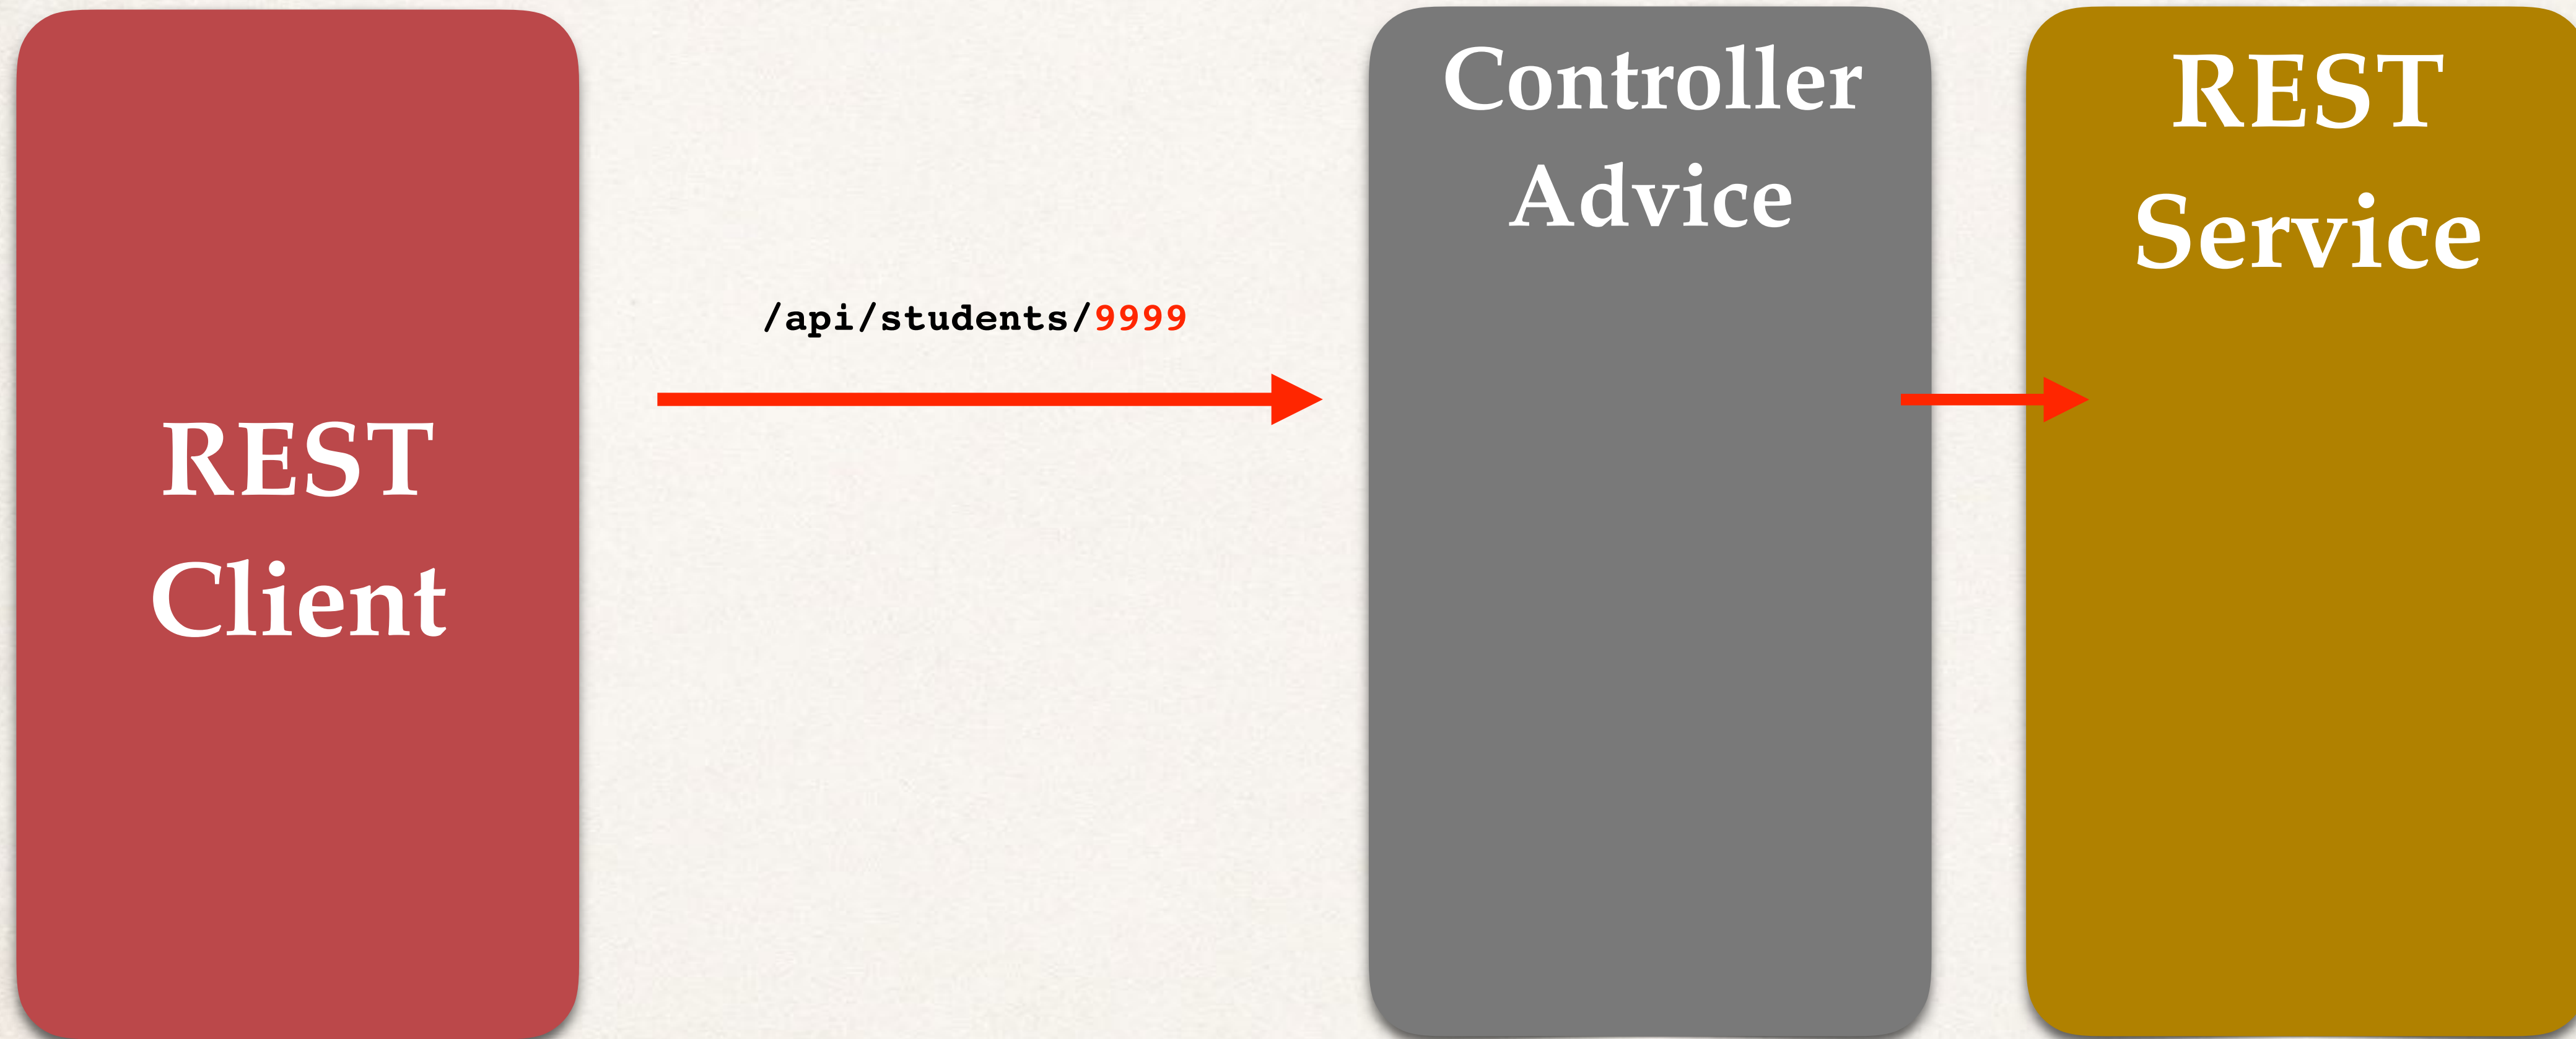 REST
Client
/api/students/9999
Controller
Advice
REST
Service